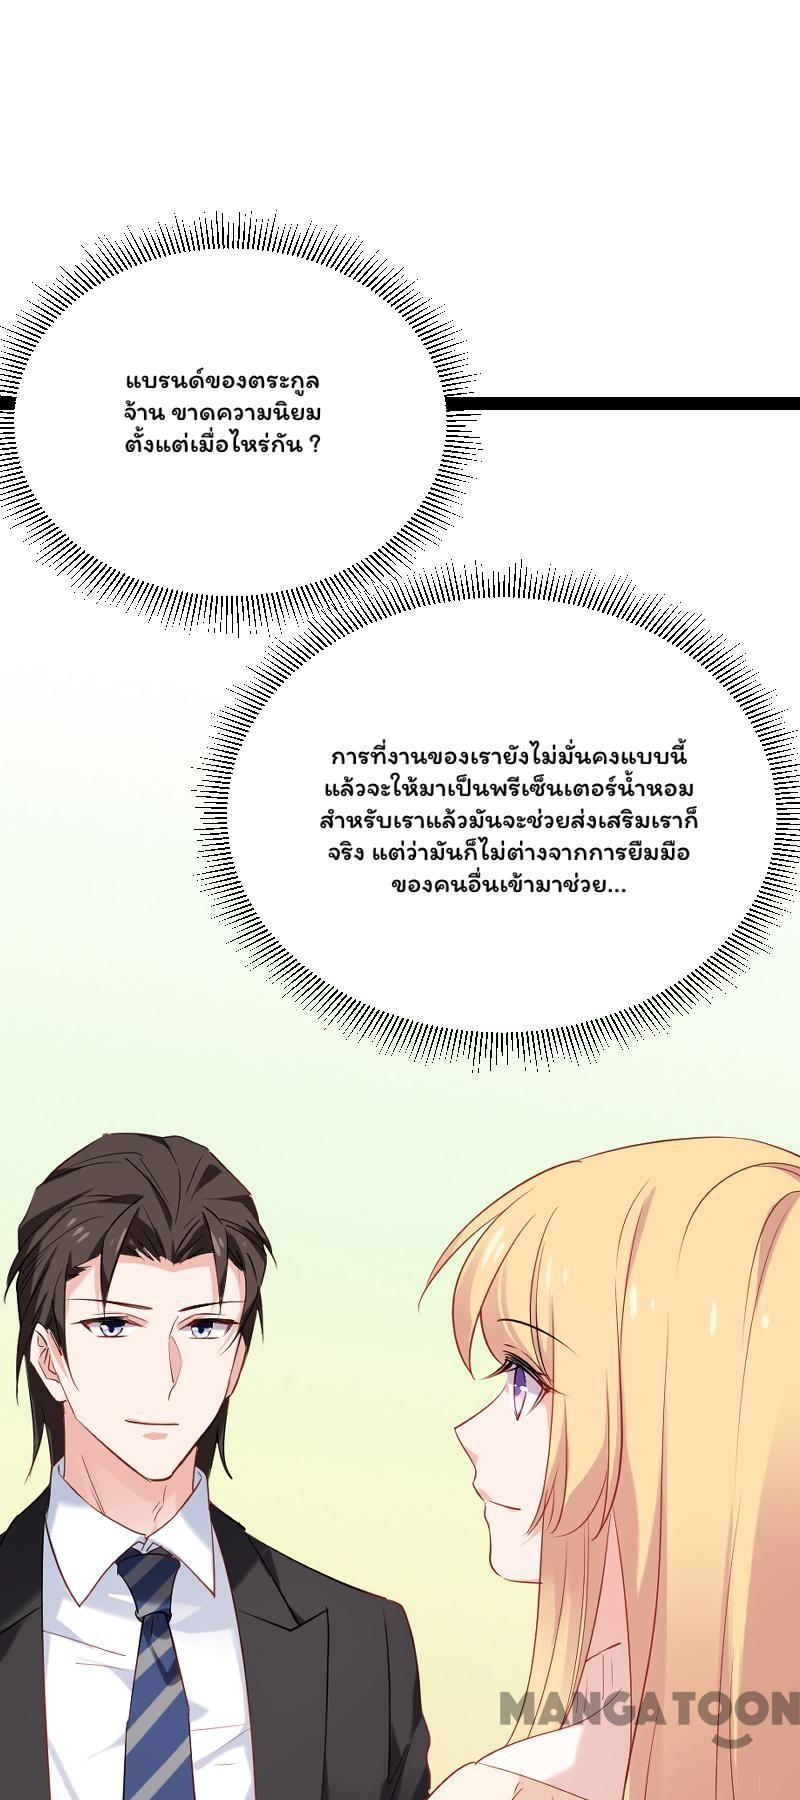 แบรนด์ของตระกูล
จ้าน ขาดความนิยม
ตั้งแต่เมื่อไหร่กัน ?
การที่งานของเรายังไม่มั่นคงแบบนี้
แล้วจะให้มาเป็นพรีเซ็นเตอร์น้ำหอม
สำหรับเราแล้วมันจะช่วยส่งเสริมเราก็
จริง แต่ว่ามันก็ไม่ต่างจากการยืมมือ
ของคนอื่นเข้ามาช่วย...
MANGATOON